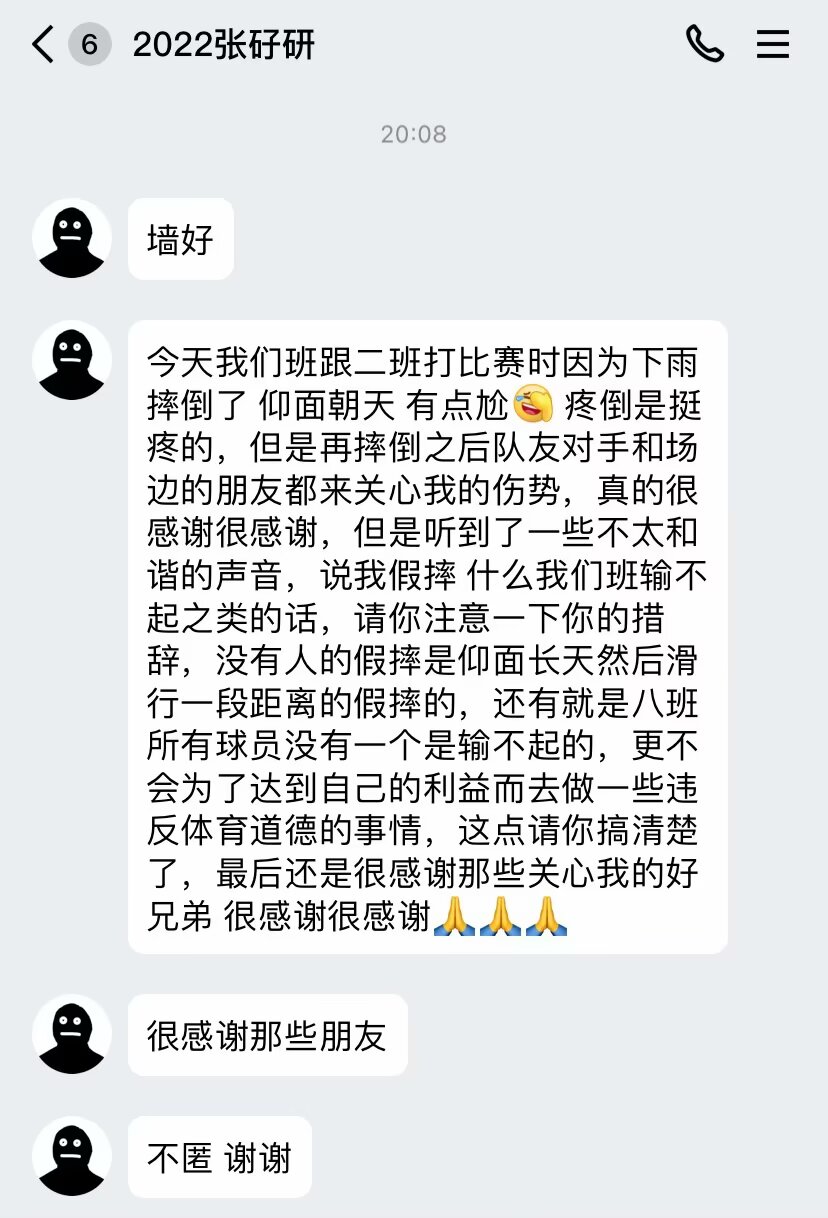 6 2022张矷研
20:08
墙好
今天我们班跟二班打比赛时因为下雨
摔倒了 仰面朝天 有点尬🤣 疼倒是挺
疼的，但是再摔倒之后队友对手和场
边的朋友都来关心我的伤势，真的很
感谢很感谢，但是听到了一些不太和
谐的声音，说我假摔 什么我们班输不
起之类的话，请你注意一下你的措
辞，没有人的假摔是仰面长天然后滑
行一段距离的假摔的，还有就是八班
所有球员没有一个是输不起的，更不
会为了达到自己的利益而去做一些违
反体育道德的事情，这点请你搞清楚
了，最后还是很感谢那些关心我的好
兄弟 很感谢很感谢🙏🙏🙏
很感谢那些朋友
不匿 谢谢